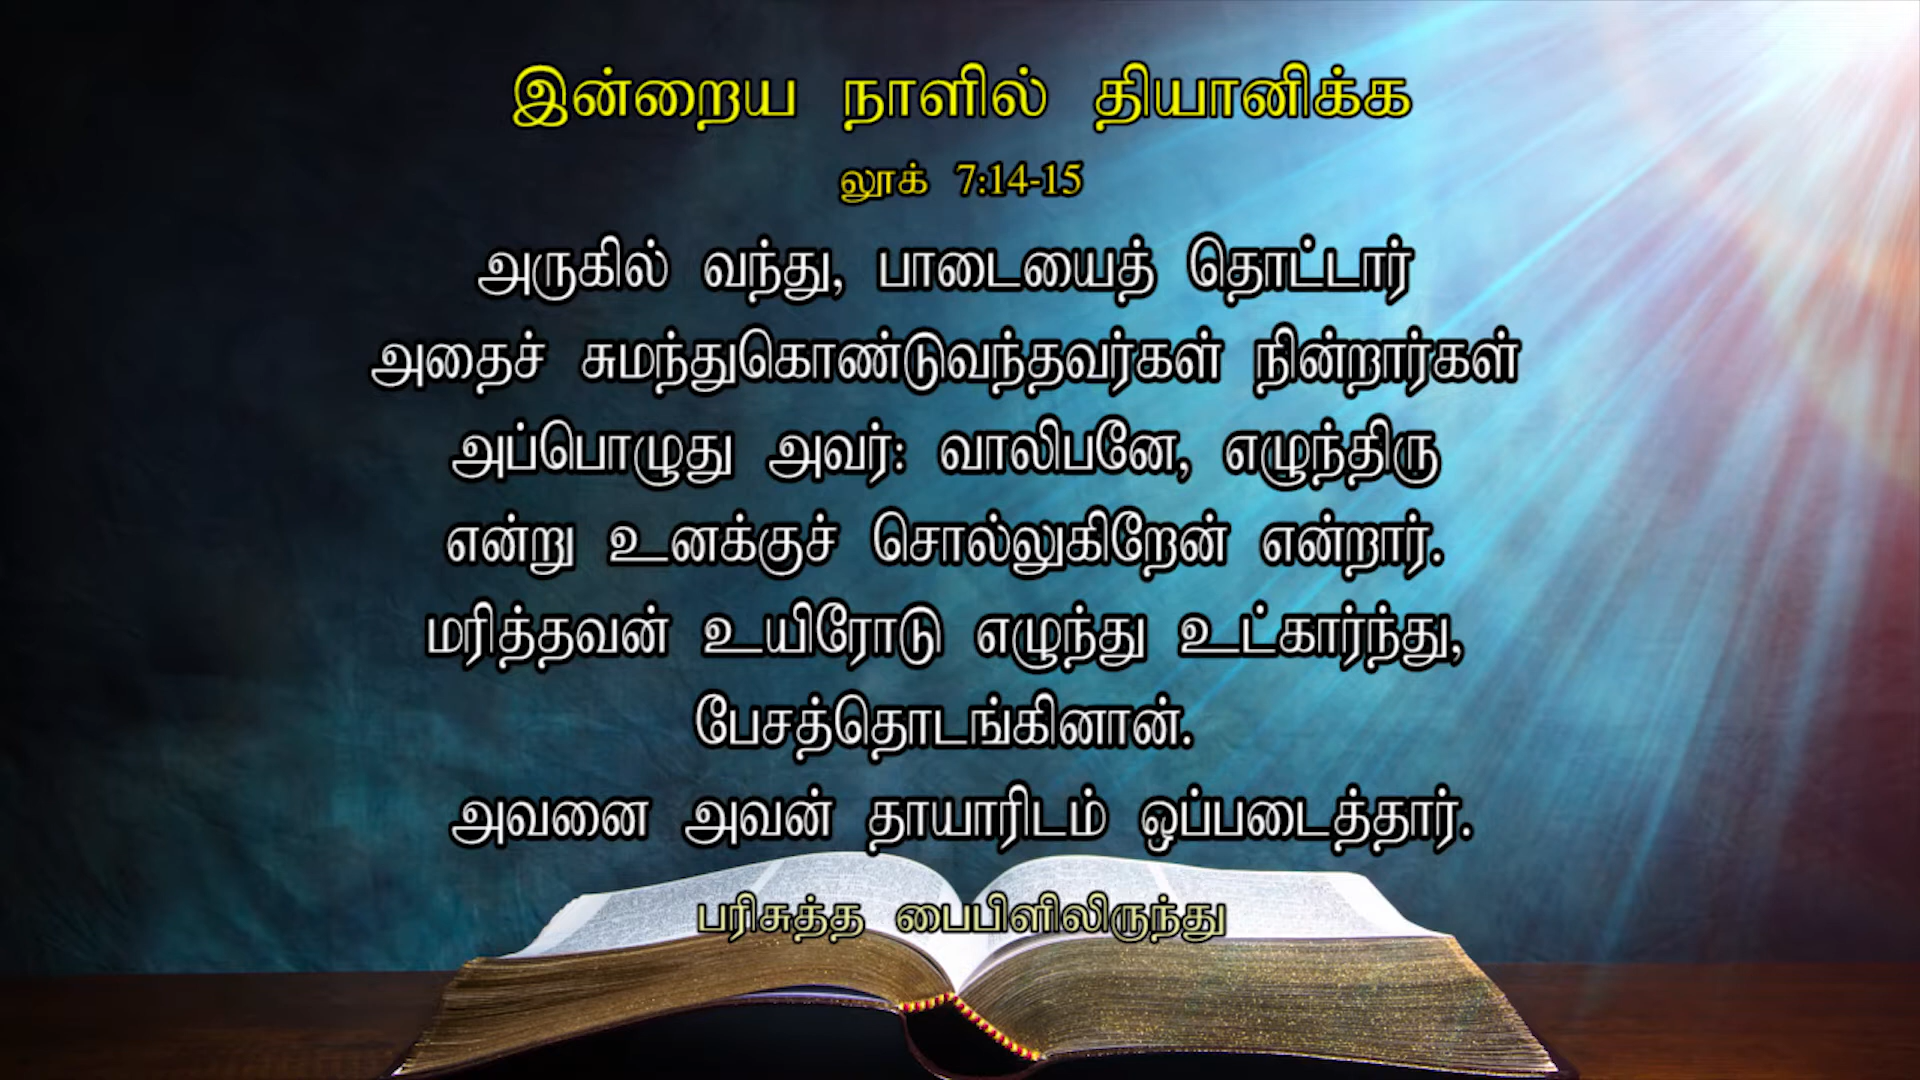 இன்றைய நாளில் தியானிக்க
லூக் 7:14-15
அருகில் வந்து, பாடையைத் தொட்டார்
அதைச் சுமந்துகொண்டுவந்தவர்கள் நின்றார்கள்
அப்பொழுது அவர்: வாலிபனே, எழுந்திரு
என்று உனக்குச் சொல்லுகிறேன் என்றார்.
மரித்தவன் உயிரோடு எழுந்து உட்கார்ந்து,
பேசத்தொடங்கினான்.
அவனை அவன் தாயாரிடம் ஒப்படைத்தார்.
பரிசுத்த பைபிளிலிருந்து